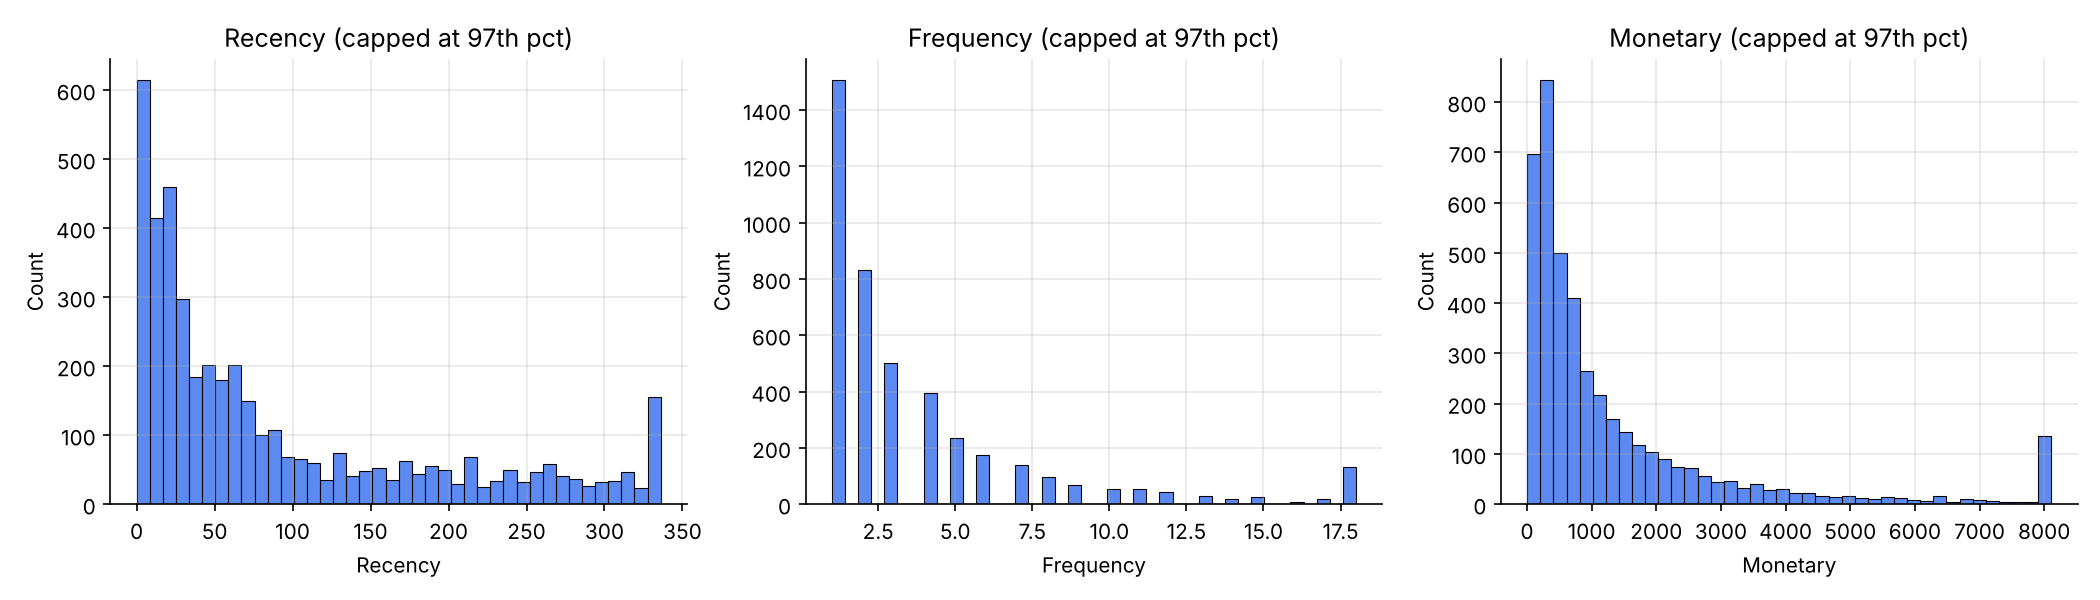 Recency (capped at 97th pct)
Count
600
500
400
300
200
100
0
0 50 100 150 200 250 300 350
Recency
Frequency (capped at 97th pct)
Count
1400
1200
1000
800
600
400
200
0
2.5 5.0 7.5 10.0 12.5 15.0 17.5
Frequency
Monetary (capped at 97th pct)
Count
800
700
600
500
400
300
200
100
0
0 1000 2000 3000 4000 5000 6000 7000 8000
Monetary